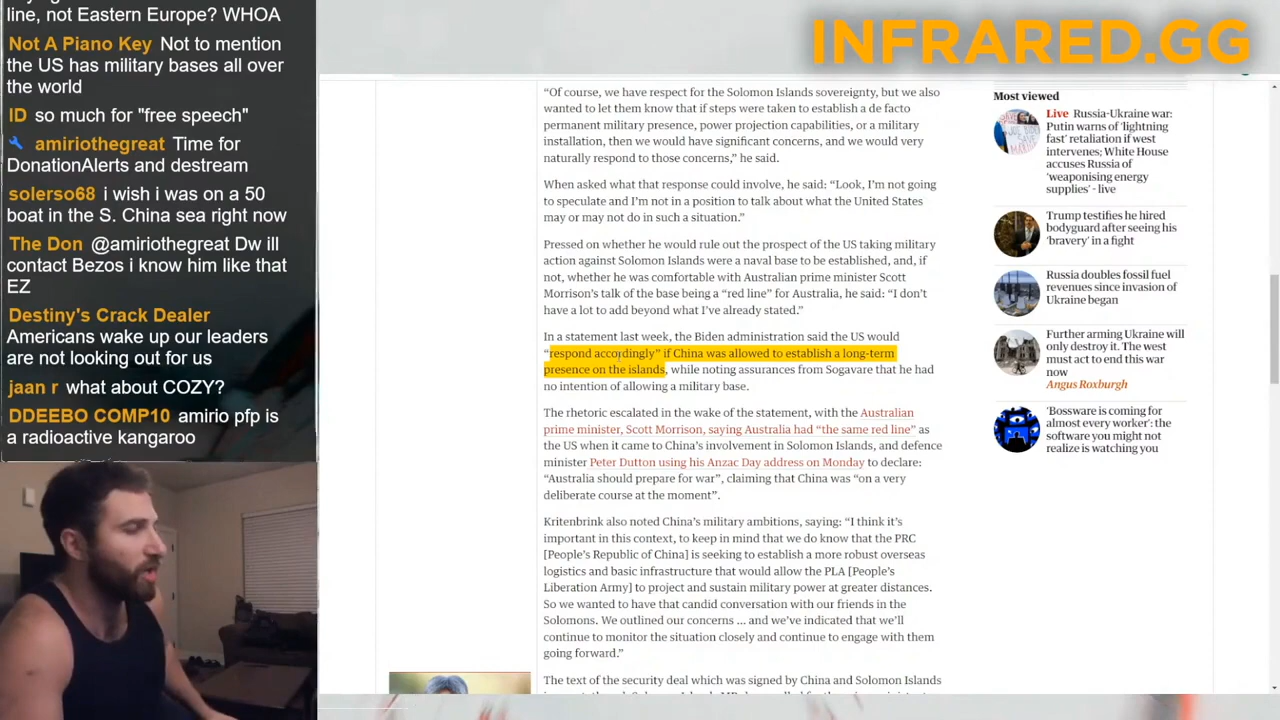 line, not Eastern Europe? WHOA
Not A Piano Key Not to mention
the US has military bases all over
the world
ID so much for "free speech"
amiriothegreat Time for
DonationAlerts and destream
solerso68 i wish i was on a 50
boat in the S. China sea right now
The Don @amiriothegreat Dw ill
contact Bezos i know him like that
EZ
Destiny's Crack Dealer
Americans wake up our leaders
are not looking out for us
jaan r what about COZY?
DDEEBO COMP10 amirio pfp is
a radioactive kangaroo
INFRARED.GG
“Of course, we have respect for the Solomon Islands sovereignty, but we also
wanted to let them know that if steps were taken to establish a de facto
permanent military presence, power projection capabilities, or a military
installation, then we would have significant concerns, and we would very
naturally respond to those concerns,” he said.
When asked what that response could involve, he said: “Look, I’m not going
to speculate and I’m not in a position to talk about what the United States
may or may not do in such a situation.”
Pressed on whether he would rule out the prospect of the US taking military
action against Solomon Islands were a naval base to be established, and, if
not, whether he was comfortable with Australian prime minister Scott
Morrison’s talk of the base being a “red line” for Australia, he said: “I don’t
have a lot to add beyond what I’ve already stated.”
In a statement last week, the Biden administration said the US would
“respond accordingly” if China was allowed to establish a long-term
presence on the islands, while noting assurances from Sogavare that he had
no intention of allowing a military base.
The rhetoric escalated in the wake of the statement, with the Australian
prime minister, Scott Morrison, saying Australia had “the same red line” as
the US when it came to China’s involvement in Solomon Islands, and defence
minister Peter Dutton using his Anzac Day address on Monday to declare:
“Australia should prepare for war”, claiming that China was “on a very
deliberate course at the moment”.
Kritenbrink also noted China’s military ambitions, saying: “I think it’s
important in this context, to keep in mind that we do know that the PRC
[People’s Republic of China] is seeking to establish a more robust overseas
logistics and basic infrastructure that would allow the PLA [People’s
Liberation Army] to project and sustain military power at greater distances.
So we wanted to have that candid conversation with our friends in the
Solomons. We outlined our concerns ... and we’ve indicated that we’ll
continue to monitor the situation closely and continue to engage with them
going forward.”
The text of the security deal which was signed by China and Solomon Islands
Most viewed
Live Russia-Ukraine war:
Putin warns of ‘lightning
fast’ retaliation if west
intervenes; White House
accuses Russia of
‘weaponising energy
supplies’ - live
Trump testifies he hired
bodyguard after seeing his
‘bravery’ in a fight
Russia doubles fossil fuel
revenues since invasion of
Ukraine began
Further arming Ukraine will
only destroy it. The west
must act to end this war
now
Angus Roxburgh
‘Bossware is coming for
almost every worker’: the
software you might not
realize is watching you